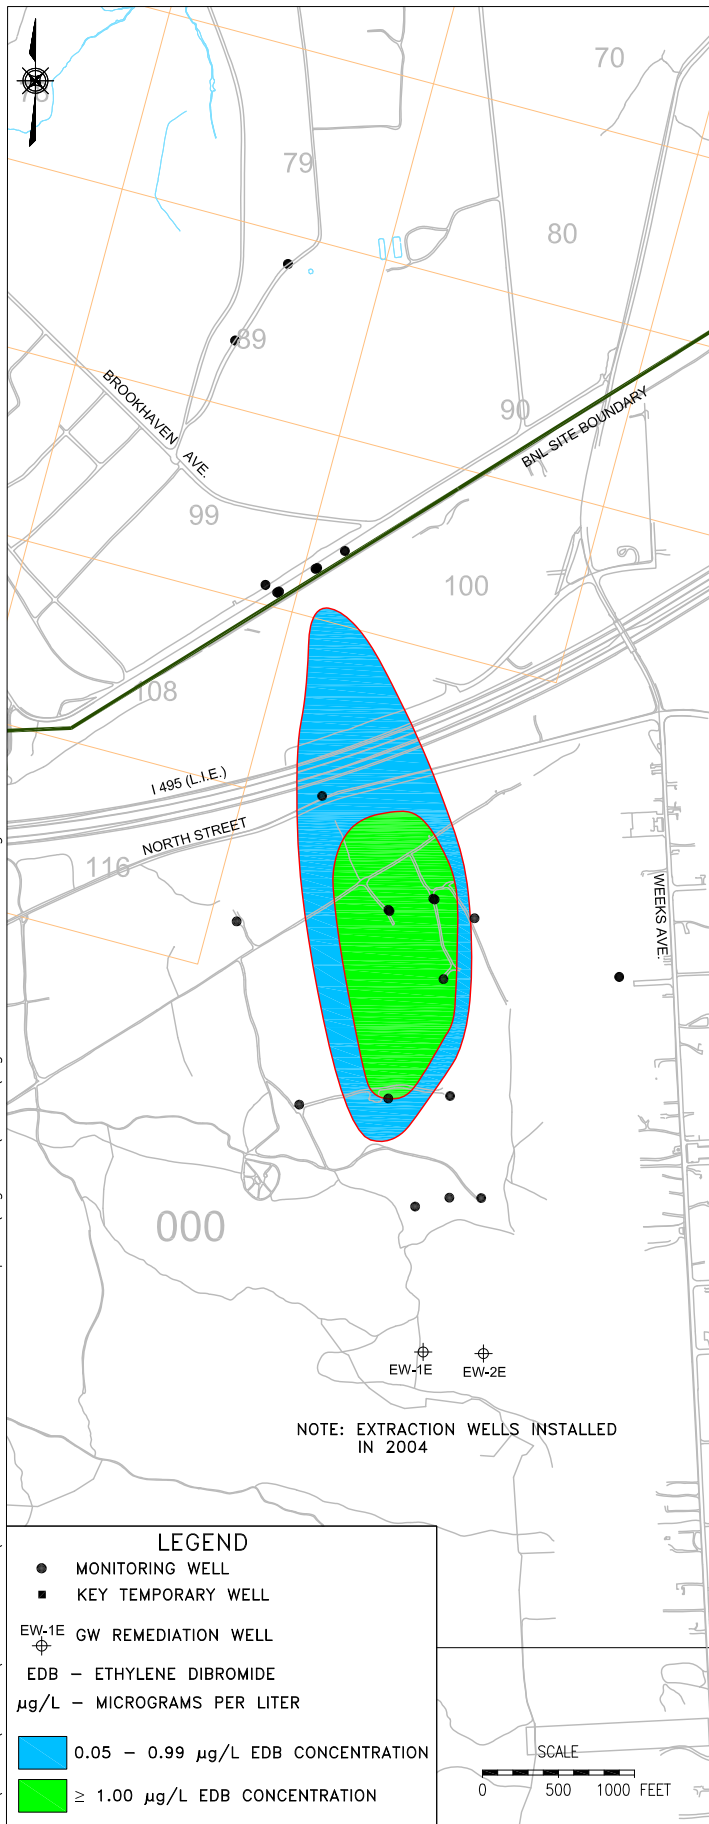 70
79
80
89
BROOKHAVEN
AVE.
90
BNL SITE BOUNDARY
99
100
108
I 495 (L.I.E.)
NORTH STREET
116
WEEKS AVE.
000
EW-1E
EW-2E
NOTE: EXTRACTION WELLS INSTALLED
IN 2004
LEGEND
MONITORING WELL
KEY TEMPORARY WELL
EW-1E GW REMEDIATION WELL
EDB – ETHYLENE DIBROMIDE
µg/L – MICROGRAMS PER LITER
0.05 – 0.99 µg/L EDB CONCENTRATION
≥ 1.00 µg/L EDB CONCENTRATION
SCALE
0 500 1000 FEET